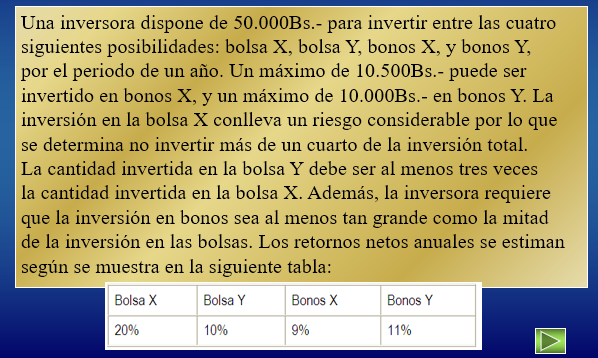 Una inversora dispone de 50.000Bs.- para invertir entre las cuatro
siguientes posibilidades: bolsa X, bolsa Y, bonos X, y bonos Y,
por el periodo de un año. Un máximo de 10.500Bs.- puede ser
invertido en bonos X, y un máximo de 10.000Bs.- en bonos Y. La
inversión en la bolsa X conlleva un riesgo considerable por lo que
se determina no invertir más de un cuarto de la inversión total.
La cantidad invertida en la bolsa Y debe ser al menos tres veces
la cantidad invertida en la bolsa X. Además, la inversora requiere
que la inversión en bonos sea al menos tan grande como la mitad
de la inversión en las bolsas. Los retornos netos anuales se estiman
según se muestra en la siguiente tabla:
Bolsa X Bolsa Y Bonos X Bonos Y
20% 10% 9% 11%